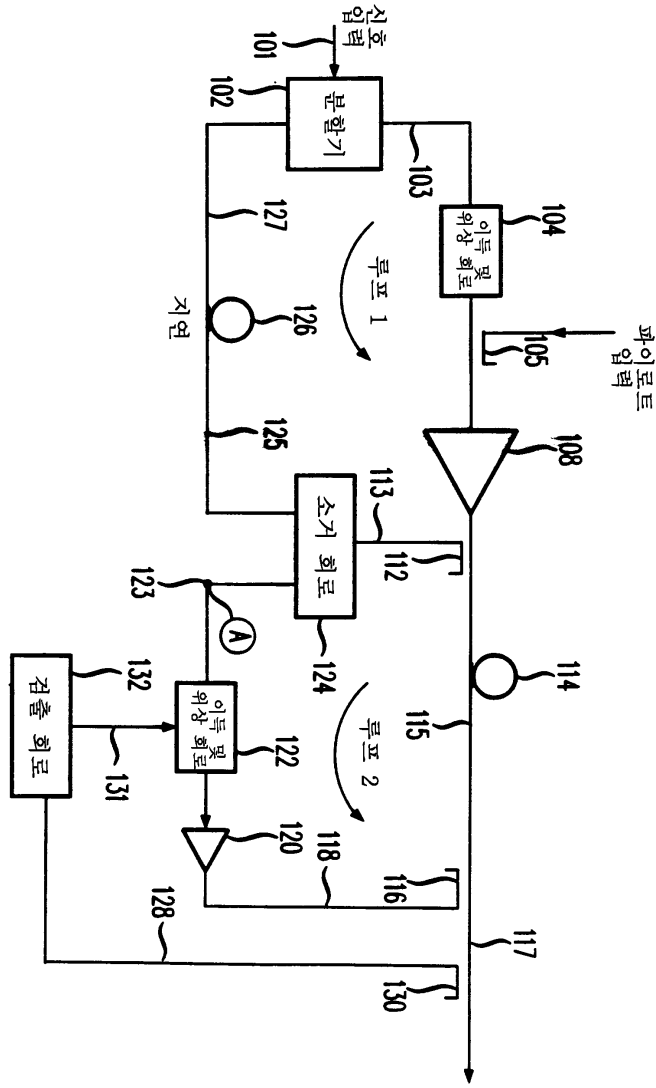 신호
입력
101
102
분할기
103
104
이득 및
위상 회로
105
파이로트
입력
108
127
지연
126
루프 1
125
소거 회로
113
112
124
123
A
114
115
루프 2
이득 및
위상 회로
122
132
검출 회로
131
120
118
116
117
128
130